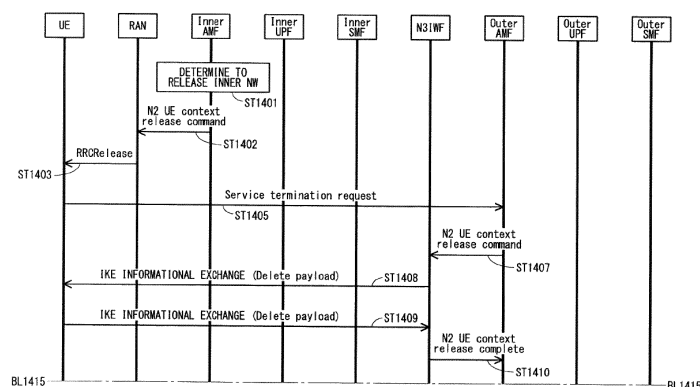 UE
RAN
Inner
AMF
Inner
UPF
Inner
SMF
N3IWF
Outer
AMF
Outer
UPF
Outer
SMF
DETERMINE TO
RELEASE INNER NW
ST1401
N2 UE context
release command
ST1402
RRCRelease
ST1403
Service termination request
ST1405
N2 UE context
release command
ST1407
IKE INFORMATIONAL EXCHANGE (Delete payload)
ST1408
IKE INFORMATIONAL EXCHANGE (Delete payload)
ST1409
N2 UE context
release complete
ST1410
BL1415
BL1415